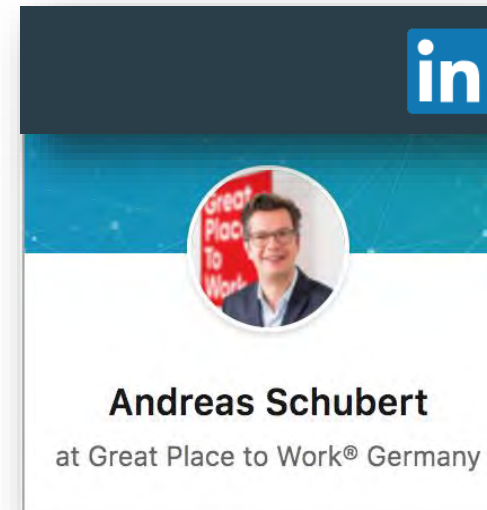 in
Great
Place
To
Work
Andreas Schubert
at Great Place to Work® Germany